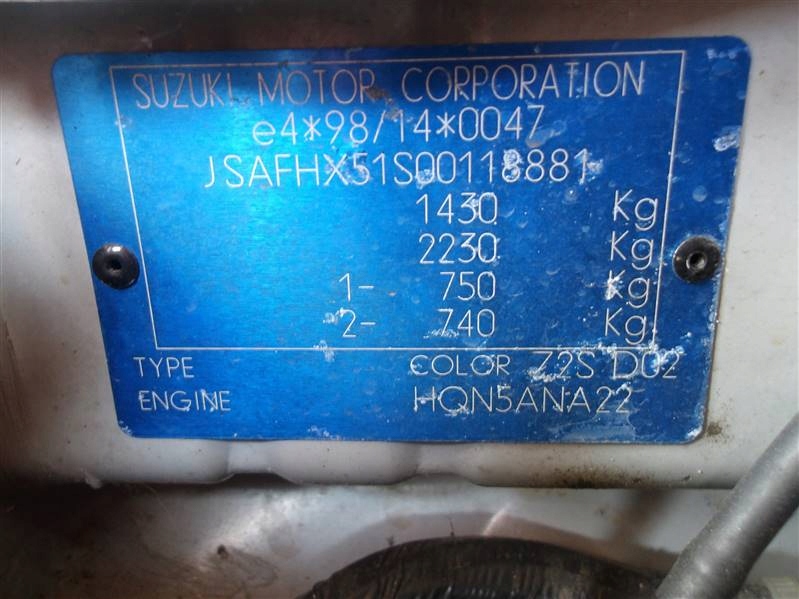 SUZUKI MOTOR CORPORATION
e4*98/14*0047
JSAFHX51S00118881
1430 Kg
2230 Kg
1- 750 Kg
2- 740 Kg
TYPE COLOR Z2S D02
ENGINE HQN5ANA22